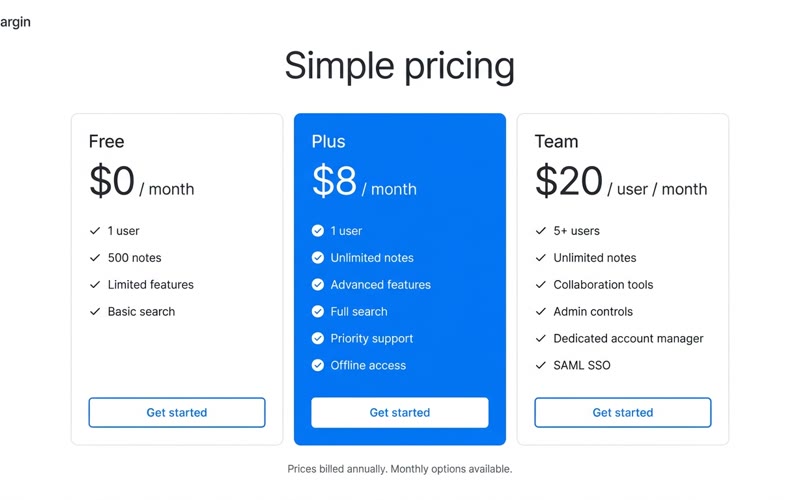 argin
Simple pricing
Free
$0 / month
1 user
500 notes
Limited features
Basic search
Get started
Plus
$8 / month
1 user
Unlimited notes
Advanced features
Full search
Priority support
Offline access
Get started
Team
$20 / user / month
5+ users
Unlimited notes
Collaboration tools
Admin controls
Dedicated account manager
SAML SSO
Get started
Prices billed annually. Monthly options available.